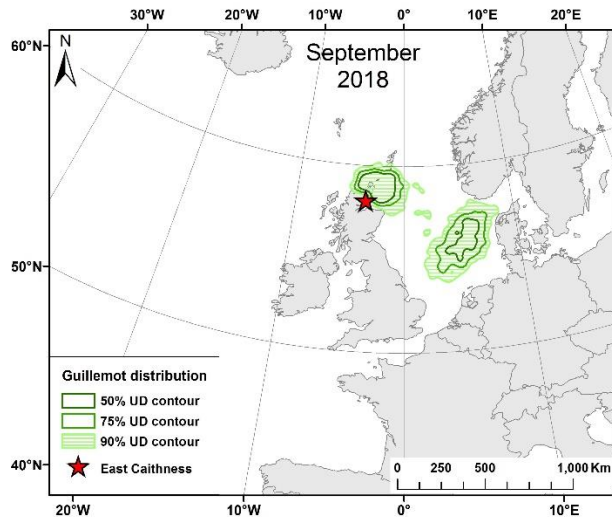 30°W 20°W 10°W 0° 10°E 20°E
60°N
N
September
2018
50°N
Guillemot distribution
50% UD contour
75% UD contour
90% UD contour
East Caithness
0 250 500 1,000 Km
40°N
20°W 10°W 0° 10°E